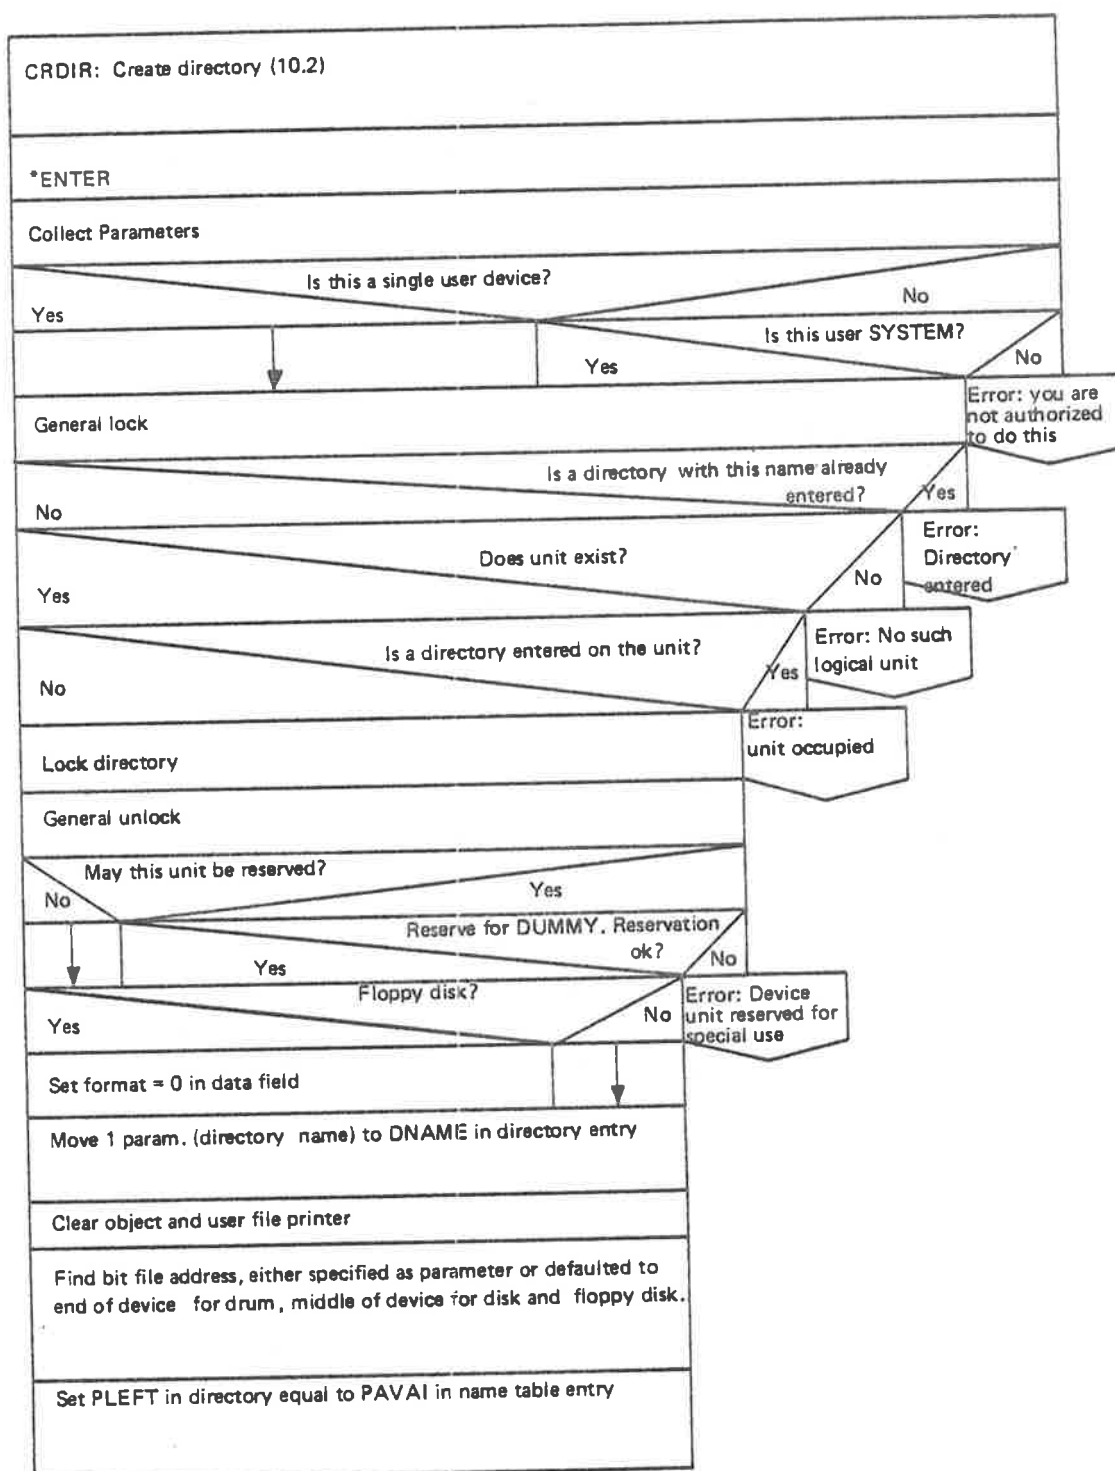 CRDIR: Create directory (10.2)
*ENTER
Collect Parameters
Is this a single user device?
Yes
No
Is this user SYSTEM?
Yes
No
General lock
Error: you are
not authorized
to do this
Is a directory with this name already
entered?
Yes
No
Error:
Directory
entered
Does unit exist?
No
Yes
Error: No such
logical unit
Is a directory entered on the unit?
Yes
No
Error:
unit occupied
Lock directory
General unlock
May this unit be reserved?
No
Yes
Reserve for DUMMY. Reservation
ok?
No
Yes
Floppy disk?
Yes
No
Error: Device
unit reserved for
special use
Set format = 0 in data field
Move 1 param. (directory name) to DNAME in directory entry
Clear object and user file printer
Find bit file address, either specified as parameter or defaulted to
end of device for drum, middle of device for disk and floppy disk.
Set PLEFT in directory equal to PAVAI in name table entry